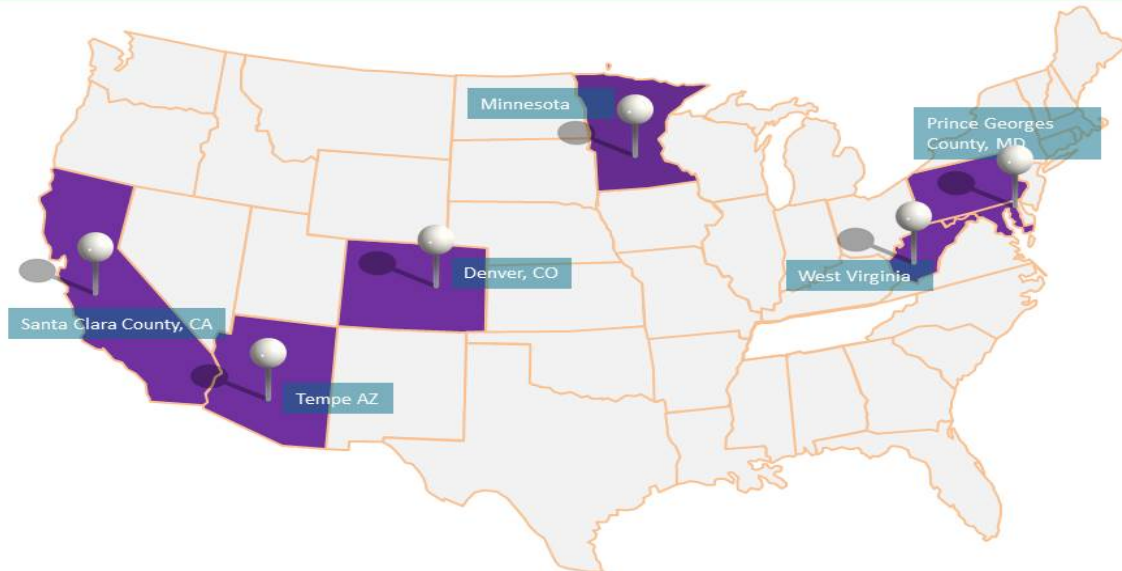 Minnesota
Prince Georges
County, MD
Denver, CO
West Virginia
Santa Clara County, CA
Tempe AZ